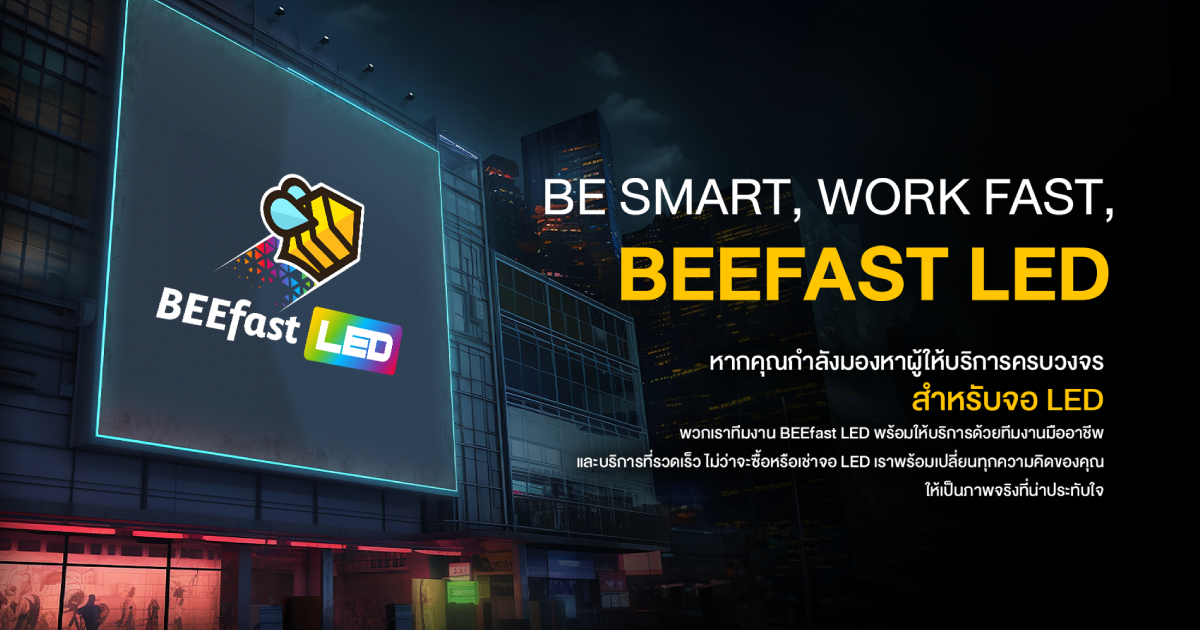 BEEfast LED
BE SMART, WORK FAST,
BEEFAST LED
หากคุณกำลังมองหาผู้ให้บริการครบวงจร
สำหรับจอ LED
พวกเราทีมงาน BEEfast LED พร้อมให้บริการด้วยทีมงานมืออาชีพ
และบริการที่รวดเร็ว ไม่ว่าจะซื้อหรือเช่าจอ LED เราพร้อมเปลี่ยนทุกความคิดของคุณ
ให้เป็นภาพจริงที่น่าประทับใจ